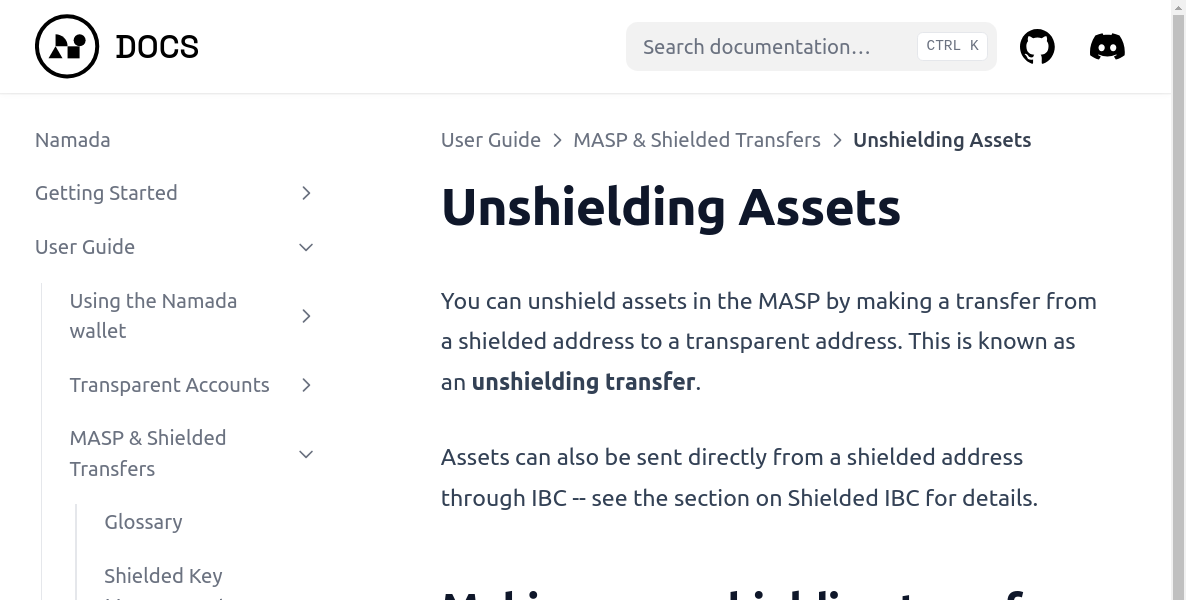 DOCS
Search documentation…
CTRL K
Namada
Getting Started
User Guide
Using the Namada
wallet
Transparent Accounts
MASP & Shielded
Transfers
Glossary
Shielded Key
User Guide
MASP & Shielded Transfers
Unshielding Assets
Unshielding Assets
You can unshield assets in the MASP by making a transfer from
a shielded address to a transparent address. This is known as
an unshielding transfer.
Assets can also be sent directly from a shielded address
through IBC -- see the section on Shielded IBC for details.